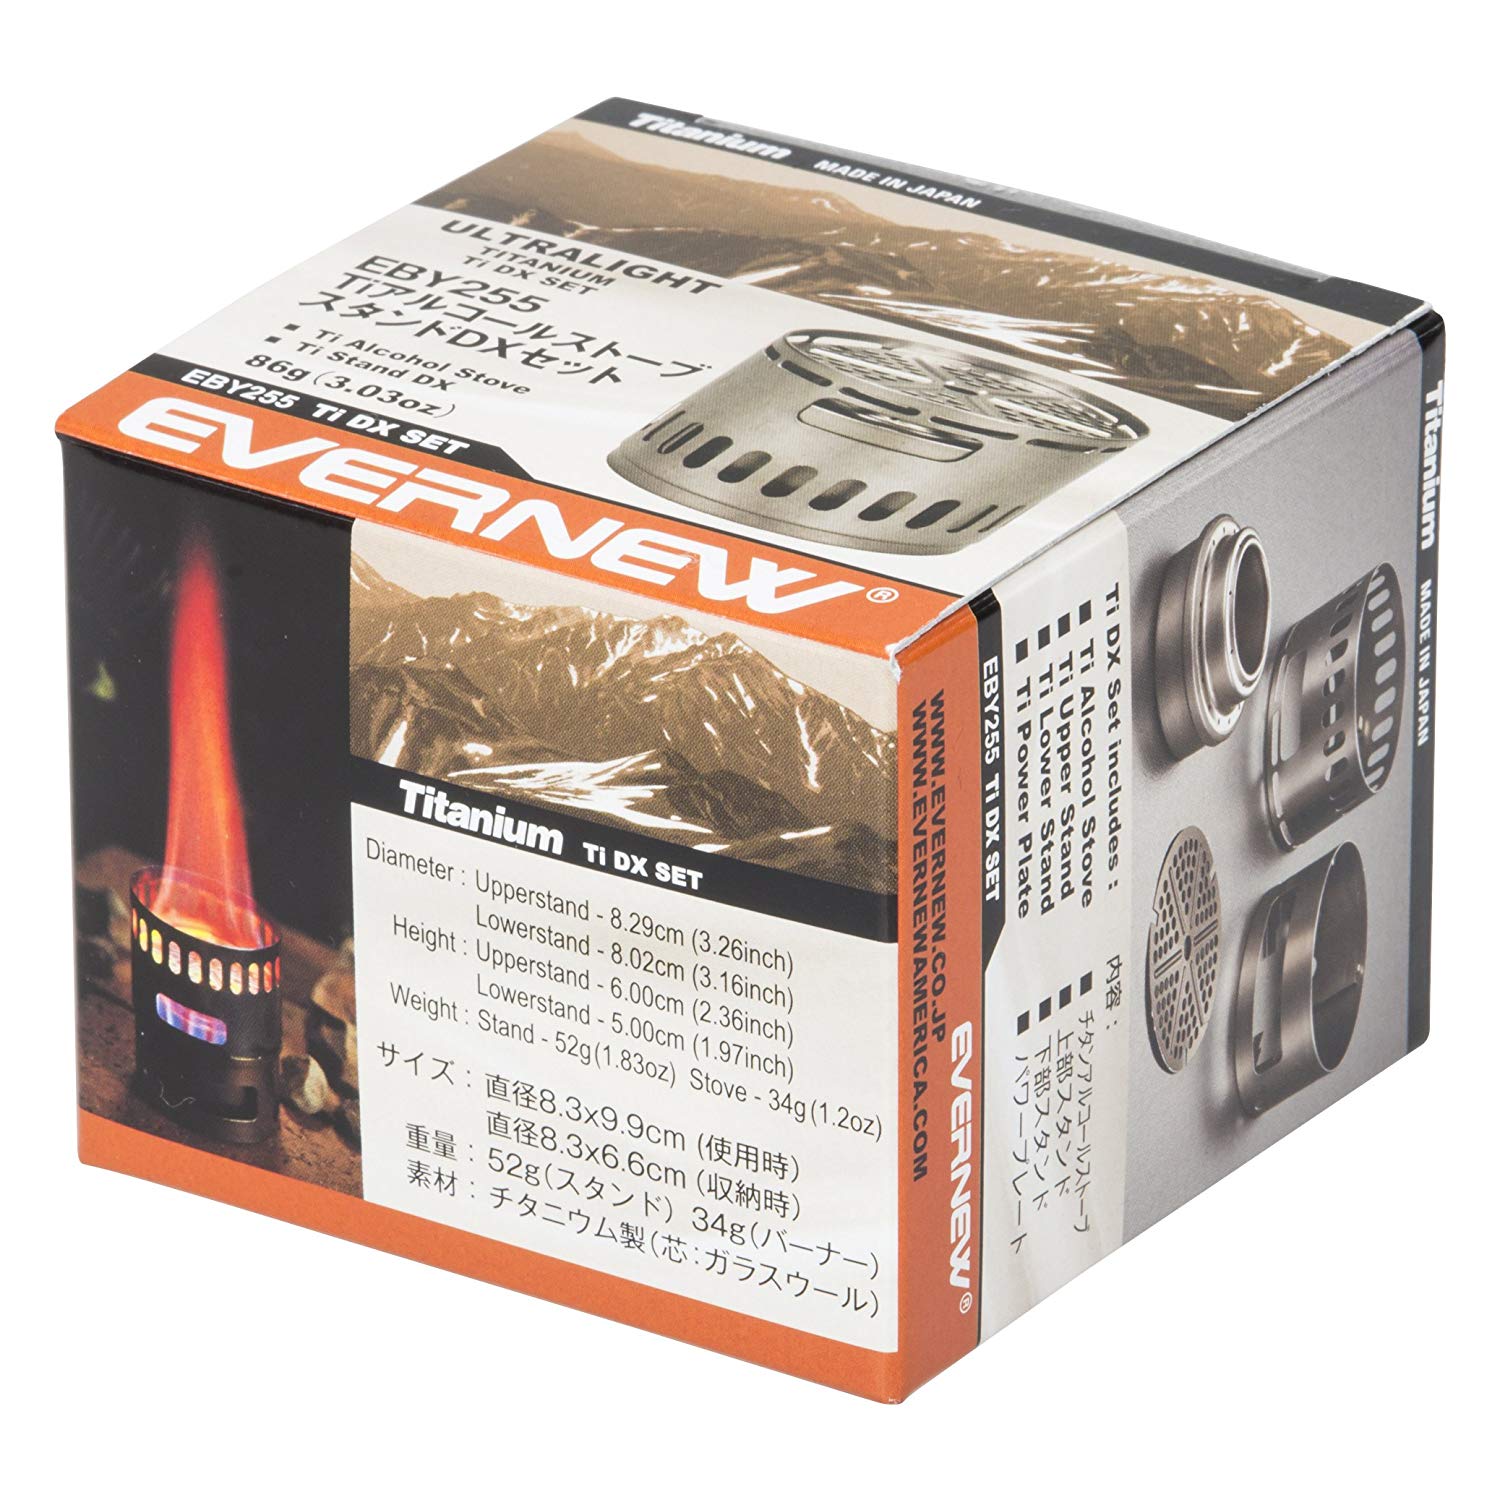 Titanium MADE IN JAPAN
ULTRALIGHT
TITANIUM
Ti DX SET
EBY255
Tiアルコールストーブ
スタンドDXセット
■ Ti Alcohol Stove
■ Ti Stand DX
86g (3.03oz)
EBY255 Ti DX SET
EVERNEW®
Titanium Ti DX SET
Diameter : Upperstand - 8.29cm (3.26inch)
Lowerstand - 8.02cm (3.16inch)
Height : Upperstand - 6.00cm (2.36inch)
Lowerstand - 5.00cm (1.97inch)
Weight : Stand - 52g(1.83oz) Stove - 34g(1.2oz)
サイズ : 直径8.3x9.9cm (使用時)
直径8.3x6.6cm (収納時)
重量 : 52g(スタンド) 34g(バーナー)
素材 : チタニウム製(芯:ガラスウール)
Titanium MADE IN JAPAN
Ti DX Set includes :
■ Ti Alcohol Stove
■ Ti Upper Stand
■ Ti Lower Stand
■ Ti Power Plate
内容 :
■ チタンアルコールストーブ
■ 上部スタンド
■ 下部スタンド
■ パワープレート
EBY255 Ti DX SET
WWW.EVERNEW.CO.JP
WWW.EVERNEWAMERICA.COM
EVERNEW®